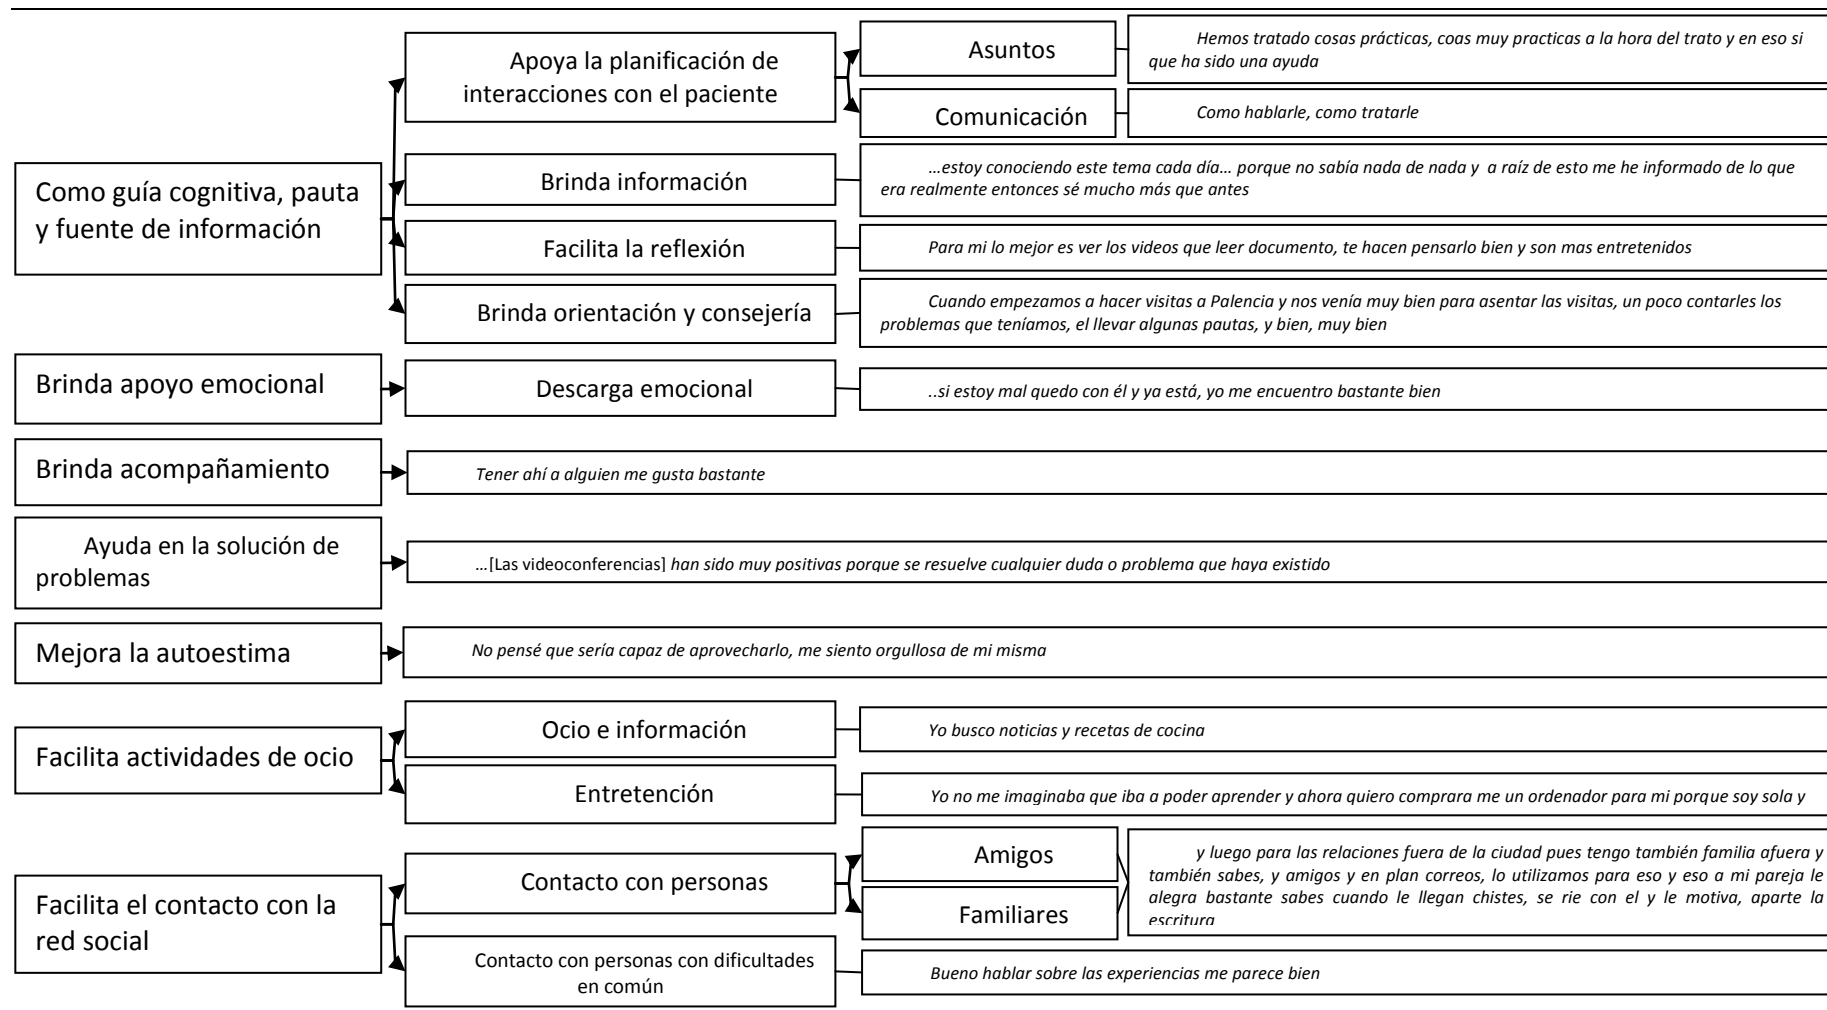 Apoya la planificación de
interacciones con el paciente
Asuntos
Hemos tratado cosas prácticas, coas muy practicas a la hora del trato y en eso si
que ha sido una ayuda
Comunicación
Como hablarle, como tratarle
Como guía cognitiva, pauta
y fuente de información
Brinda información
...estoy conociendo este tema cada día... porque no sabía nada de nada y a raíz de esto me he informado de lo que
era realmente entonces sé mucho más que antes
Facilita la reflexión
Para mi lo mejor es ver los videos que leer documento, te hacen pensarlo bien y son mas entretenidos
Brinda orientación y consejería
Cuando empezamos a hacer visitas a Palencia y nos venía muy bien para asentar las visitas, un poco contarles los
problemas que teníamos, el llevar algunas pautas, y bien, muy bien
Brinda apoyo emocional
Descarga emocional
..si estoy mal quedo con él y ya está, yo me encuentro bastante bien
Brinda acompañamiento
Tener ahí a alguien me gusta bastante
Ayuda en la solución de
problemas
...[Las videoconferencias] han sido muy positivas porque se resuelve cualquier duda o problema que haya existido
Mejora la autoestima
No pensé que sería capaz de aprovecharlo, me siento orgullosa de mi misma
Facilita actividades de ocio
Ocio e información
Yo busco noticias y recetas de cocina
Entretención
Yo no me imaginaba que iba a poder aprender y ahora quiero comprara me un ordenador para mi porque soy sola y
Facilita el contacto con la
red social
Contacto con personas
Amigos
Familiares
y luego para las relaciones fuera de la ciudad pues tengo también familia afuera y
también sabes, y amigos y en plan correos, lo utilizamos para eso y eso a mi pareja le
alegra bastante sabes cuando le llegan chistes, se rie con el y le motiva, aparte la
escritura
Contacto con personas con dificultades
en común
Bueno hablar sobre las experiencias me parece bien